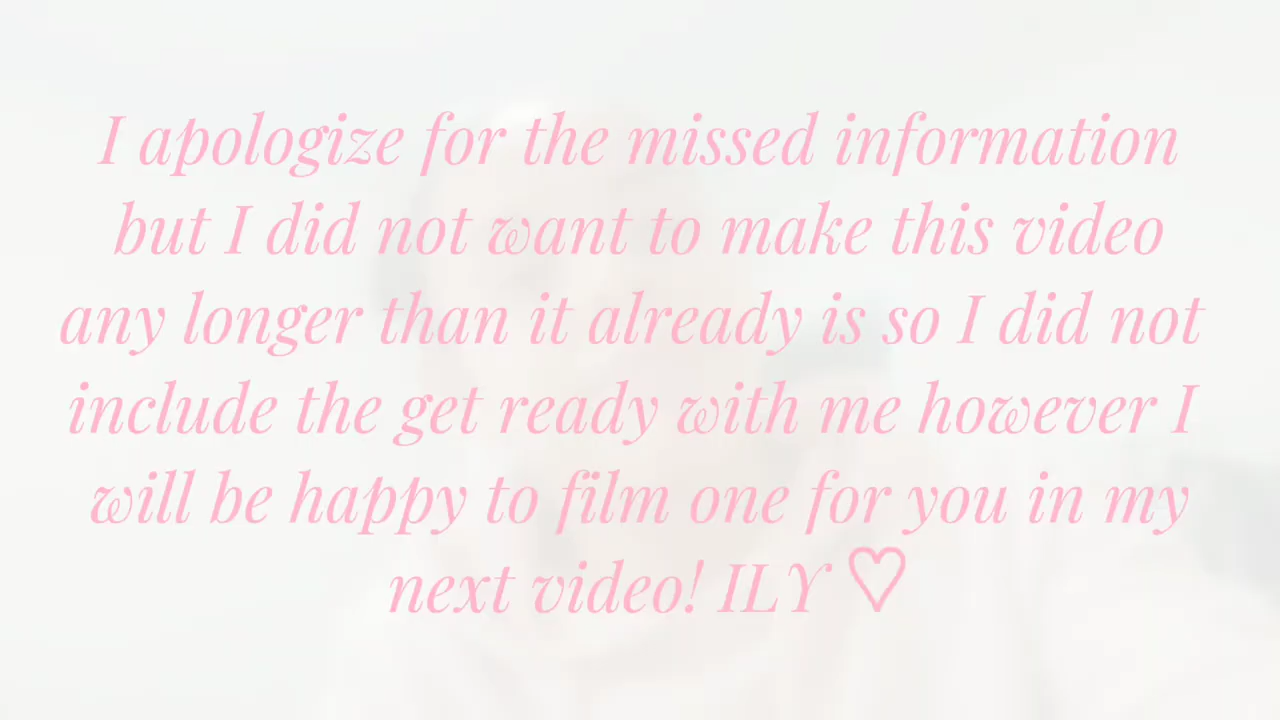 I apologize for the missed information
but I did not want to make this video
any longer than it already is so I did not
include the get ready with me however I
will be happy to film one for you in my
next video! ILY ♡